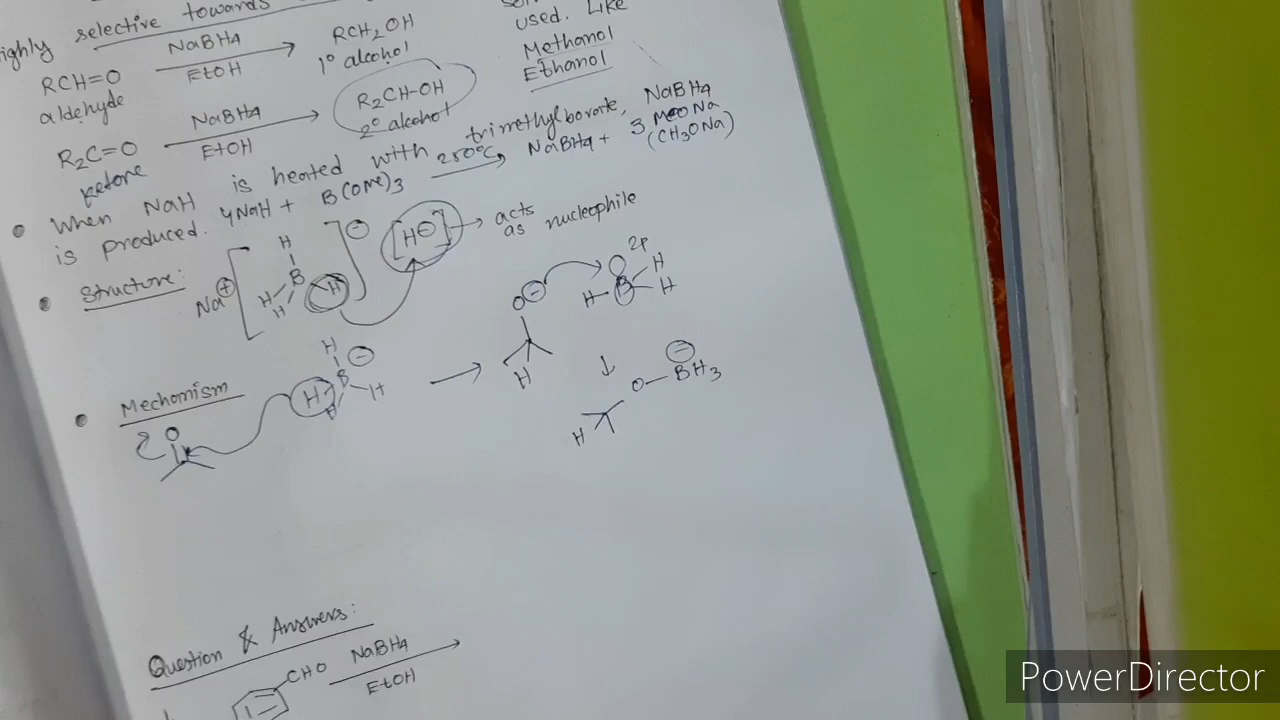 ighly selective towards
used. Like
Methanol
Ethanol
RCH=O NaBH4 EtOH RCH2OH
aldehyde 1° alcohol
R2C=O NaBH4 EtOH R2CH-OH
ketone 2° alcohol
• When NaH is heated with trimethylborate, NaBH4
is produced. 4NaH + B(OMe)3 250°C NaBH4 + 3 MeONa
(CH3ONa)
• Structure: Na⊕ [H B H H H]⊖ [H⊖] → acts
as nucleophile
O⊖ 2p H B H H
H
• Mechanism O H H B H H ⊖
↓ O-BH3 ⊖
H
Question & Answers:
CHO NaBH4 EtOH
PowerDirector